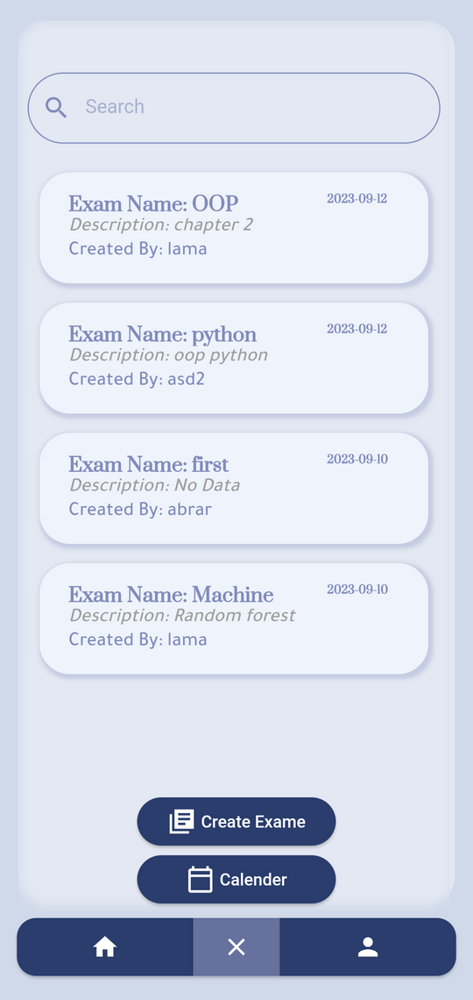 Search
Exam Name: OOP
2023-09-12
Description: chapter 2
Created By: lama
Exam Name: python
2023-09-12
Description: oop python
Created By: asd2
Exam Name: first
2023-09-10
Description: No Data
Created By: abrar
Exam Name: Machine
2023-09-10
Description: Random forest
Created By: lama
Create Exame
Calender